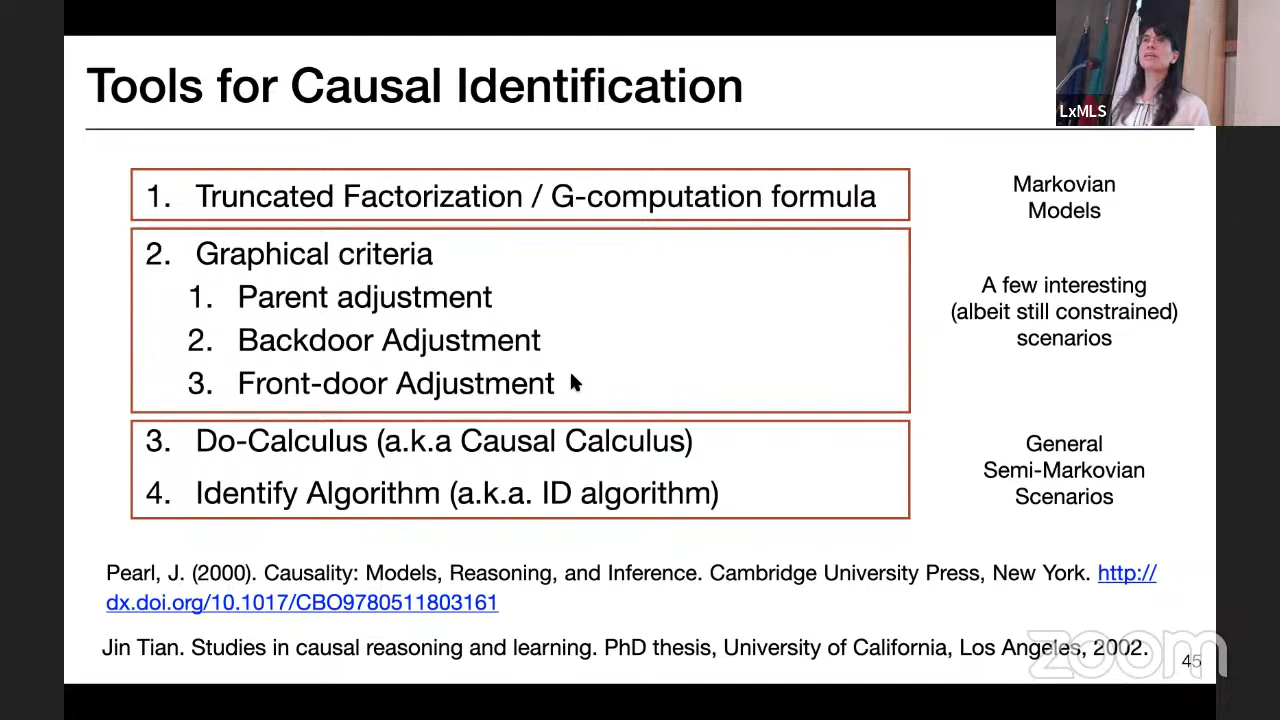 Tools for Causal Identification
LxMLS
1. Truncated Factorization / G-computation formula
Markovian
Models
2. Graphical criteria
1. Parent adjustment
2. Backdoor Adjustment
3. Front-door Adjustment
A few interesting
(albeit still constrained)
scenarios
3. Do-Calculus (a.k.a Causal Calculus)
4. Identify Algorithm (a.k.a. ID algorithm)
General
Semi-Markovian
Scenarios
Pearl, J. (2000). Causality: Models, Reasoning, and Inference. Cambridge University Press, New York. http://
dx.doi.org/10.1017/CBO9780511803161
Jin Tian. Studies in causal reasoning and learning. PhD thesis, University of California, Los Angeles, 2002.
zoom
45